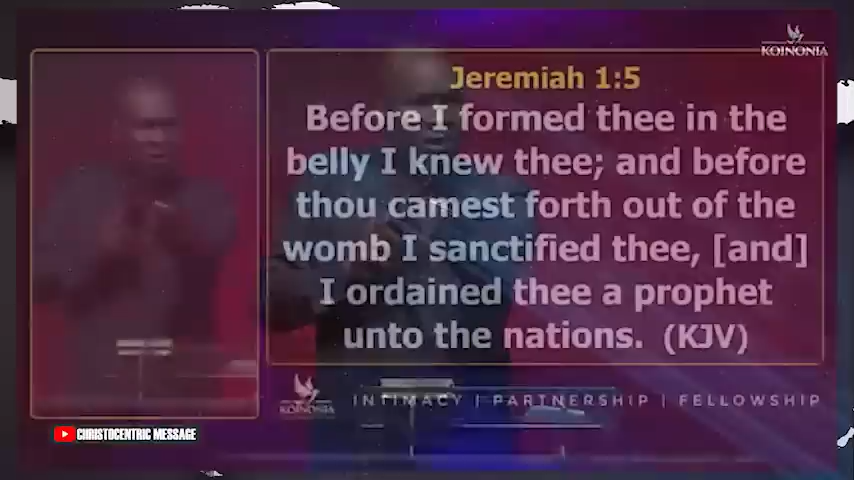 KOINONIA
Jeremiah 1:5
Before I formed thee in the
belly I knew thee; and before
thou camest forth out of the
womb I sanctified thee, [and]
I ordained thee a prophet
unto the nations. (KJV)
KOINONIA
INTIMACY | PARTNERSHIP | FELLOWSHIP
CHRISTOCENTRIC MESSAGE